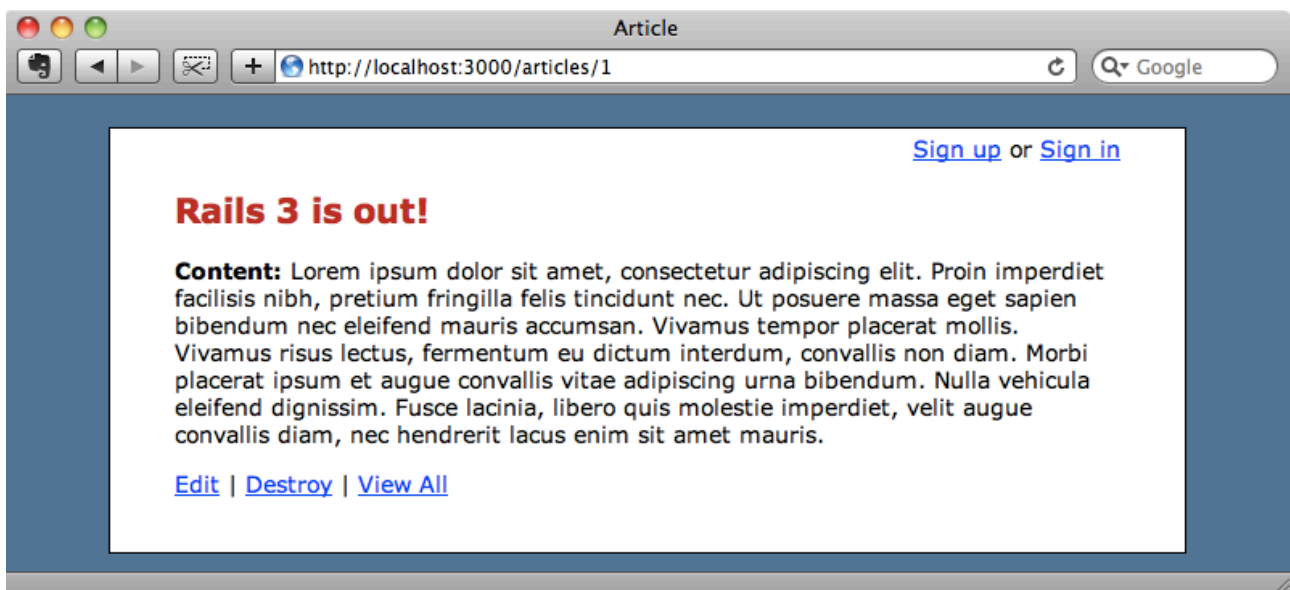 Article
http://localhost:3000/articles/1
Google
Sign up or Sign in
Rails 3 is out!
Content: Lorem ipsum dolor sit amet, consectetur adipiscing elit. Proin imperdiet
facilisis nibh, pretium fringilla felis tincidunt nec. Ut posuere massa eget sapien
bibendum nec eleifend mauris accumsan. Vivamus tempor placerat mollis.
Vivamus risus lectus, fermentum eu dictum interdum, convallis non diam. Morbi
placerat ipsum et augue convallis vitae adipiscing urna bibendum. Nulla vehicula
eleifend dignissim. Fusce lacinia, libero quis molestie imperdiet, velit augue
convallis diam, nec hendrerit lacus enim sit amet mauris.
Edit | Destroy | View All